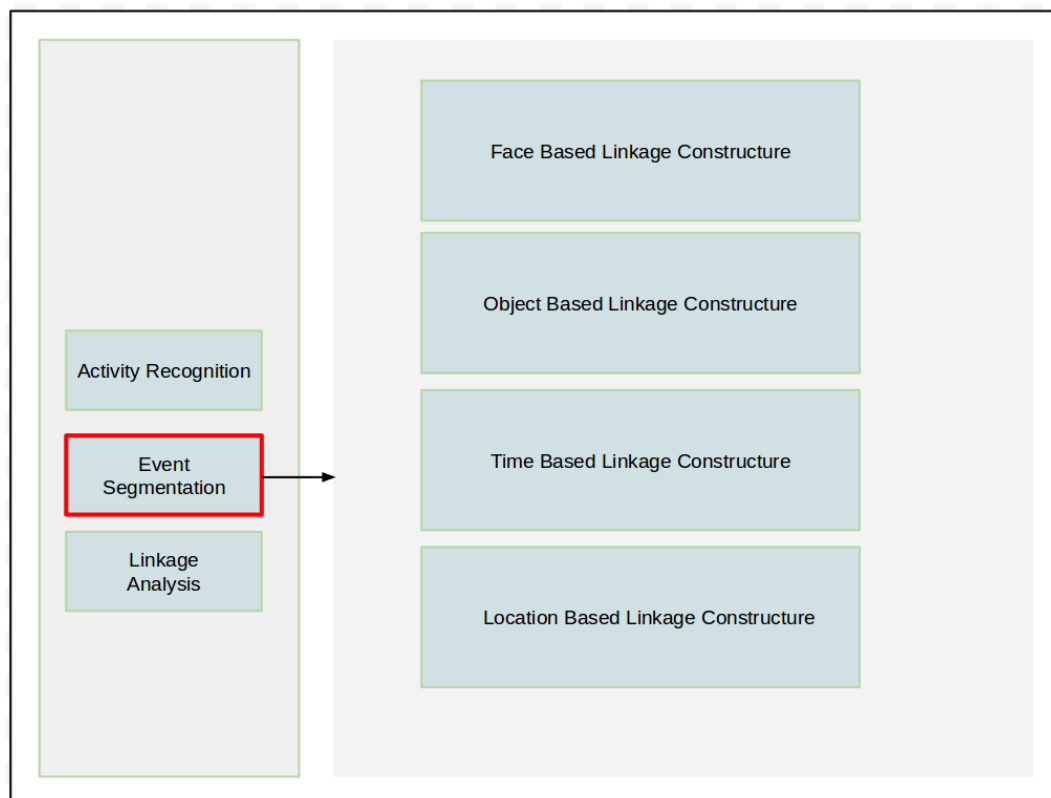 Activity Recognition
Event
Segmentation
Linkage
Analysis
Face Based Linkage Constructure
Object Based Linkage Constructure
Time Based Linkage Constructure
Location Based Linkage Constructure